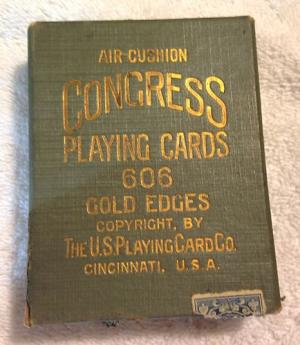 AIR-CUSHION
CONGRESS
PLAYING CARDS
606
GOLD EDGES
COPYRIGHT, BY
THE U.S. PLAYING CARD CO.
CINCINNATI, U.S.A.